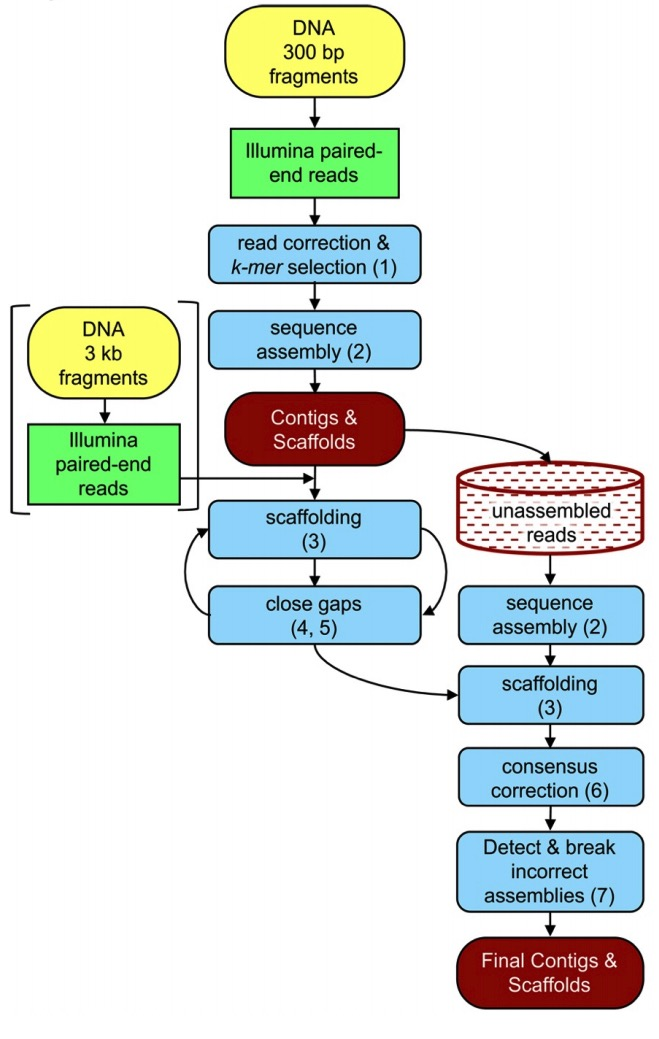 DNA
300 bp
fragments
Illumina paired-
end reads
read correction &
k-mer selection (1)
sequence
assembly (2)
DNA
3 kb
fragments
Illumina
paired-end
reads
Contigs &
Scaffolds
unassembled
reads
scaffolding
(3)
close gaps
(4, 5)
sequence
assembly (2)
scaffolding
(3)
consensus
correction (6)
Detect & break
incorrect
assemblies (7)
Final Contigs &
Scaffolds